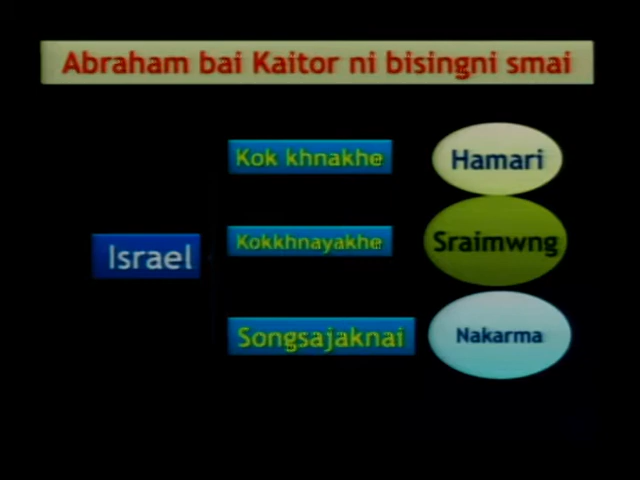 Abraham bai Kaitor ni bisingni smai
Kok khnakhe
Hamari
Israel
Kokkhnayakhe
Sraimwng
Songsajaknai
Nakarma